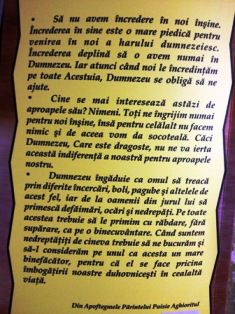 • Să nu avem încredere în noi înşine.
Încrederea în sine este o mare piedică pentru
venirea în noi a harului dumnezeiesc.
Încrederea deplină să o avem numai în
Dumnezeu. Iar atunci când noi le încredinţăm
pe toate Acestuia, Dumnezeu se obligă să ne
ajute.
• Cine se mai interesează astăzi de
aproapele său? Nimeni. Toţi ne îngrijim numai
pentru noi înşine, însă pentru celălalt nu facem
nimic şi de aceea vom da socoteală. Căci
Dumnezeu, Care este dragoste, nu ne va ierta
această indiferenţă a noastră pentru aproapele
nostru.
Dumnezeu îngăduie ca omul să treacă
prin diferite încercări, boli, pagube şi altelele de
acest fel, iar de la oamenii din jurul lui să
primescă defăimări, ocări şi nedrepăţi. Pe toate
acestea trebuie să le primim cu răbdare, fără
supărare, ca pe o binecuvântare. Când suntem
nedreptăţiţi de cineva trebuie să ne bucurăm şi
să-l considerăm pe unul ca acesta un mare
binefăcător, pentru că el se face pricina
îmbogăţirii noastre duhovniceşti în cealaltă
viaţă.
Din Apoftegmele Părintelui Paisie Aghioritul